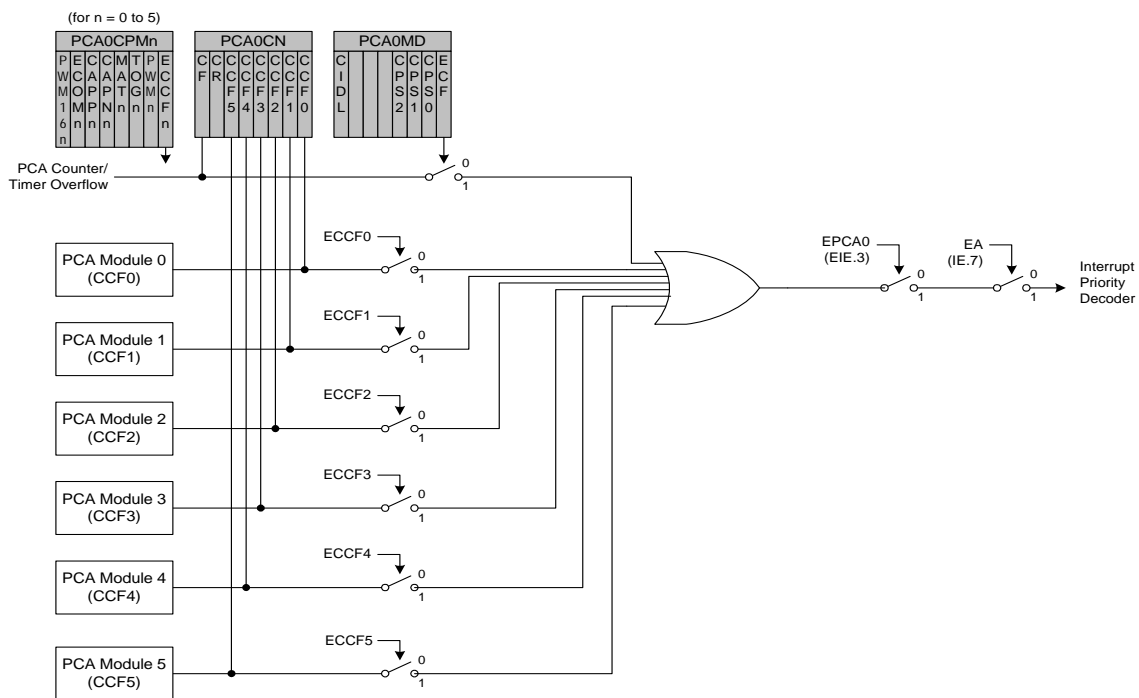 (for n = 0 to 5)
PCA0CPMn
PWM16n
ECOMn
CAPPn
CAPNn
MATn
TOGn
PWMn
ECCFn
PCA0CN
CF
CR
CCF5
CCF4
CCF3
CCF2
CCF1
CCF0
PCA0MD
CIDL
CPS2
CPS1
CPS0
ECF
PCA Counter/
Timer Overflow
0
1
PCA Module 0
(CCF0)
ECCF0
0
1
EPCA0
(EIE.3)
0
1
EA
(IE.7)
0
1
Interrupt
Priority
Decoder
PCA Module 1
(CCF1)
ECCF1
0
1
PCA Module 2
(CCF2)
ECCF2
0
1
PCA Module 3
(CCF3)
ECCF3
0
1
PCA Module 4
(CCF4)
ECCF4
0
1
PCA Module 5
(CCF5)
ECCF5
0
1